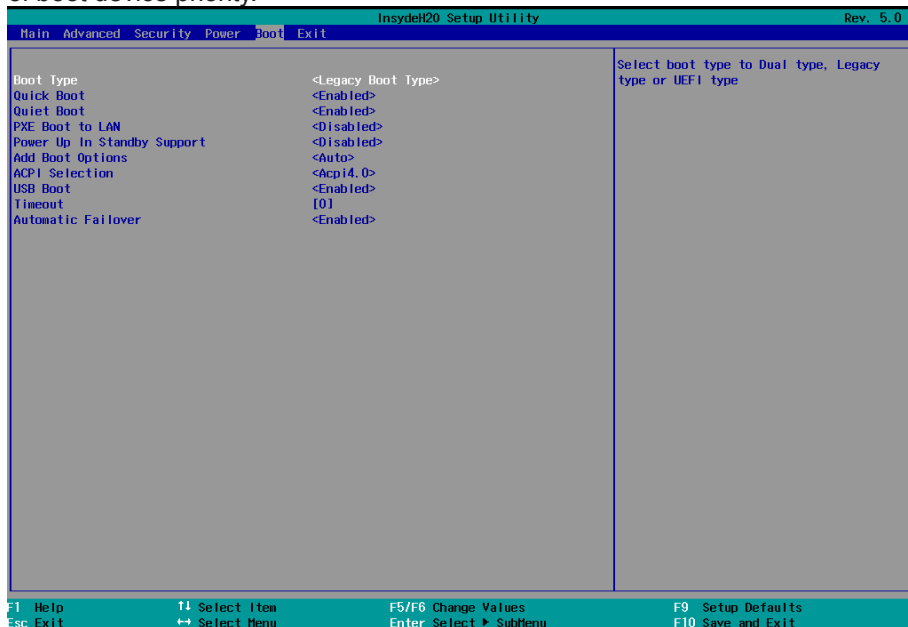 of boot device priority.
InsydeH20 Setup Utility Rev. 5.0
Main Advanced Security Power Boot Exit
Boot Type <Legacy Boot Type>
Quick Boot <Enabled>
Quiet Boot <Enabled>
PXE Boot to LAN <Disabled>
Power Up In Standby Support <Disabled>
Add Boot Options <Auto>
ACPI Selection <Acpi4.0>
USB Boot <Enabled>
Timeout [0]
Automatic Failover <Enabled>
Select boot type to Dual type, Legacy
type or UEFI type
F1 Help ↑↓ Select Item F5/F6 Change Values F9 Setup Defaults
Esc Exit ↔ Select Menu Enter Select ▶ SubMenu F10 Save and Exit